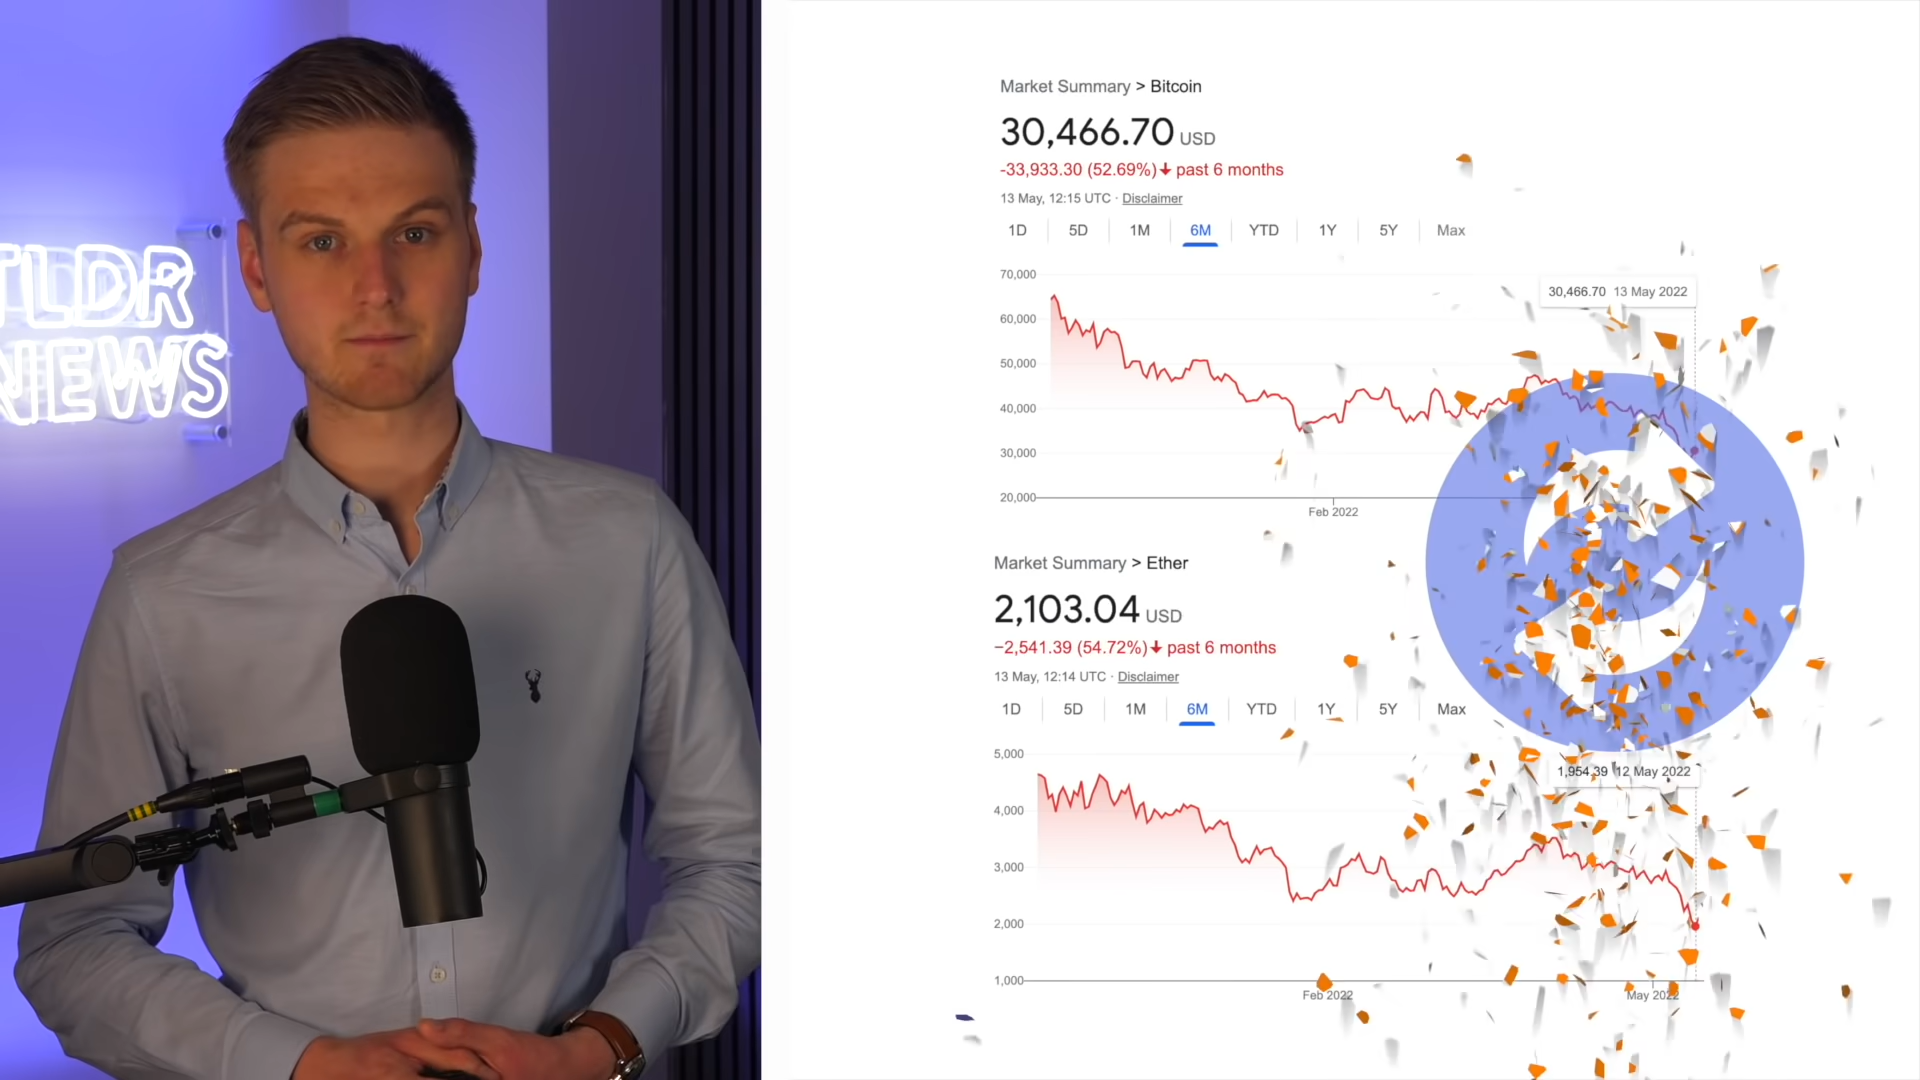 TLDR
NEWS
Market Summary > Bitcoin
30,466.70 USD
-33,933.30 (52.69%) past 6 months
13 May, 12:15 UTC · Disclaimer
1D 5D 1M 6M YTD 1Y 5Y Max
70,000
30,466.70 13 May 2022
60,000
50,000
40,000
30,000
20,000
Feb 2022
Market Summary > Ether
2,103.04 USD
−2,541.39 (54.72%) past 6 months
13 May, 12:14 UTC · Disclaimer
1D 5D 1M 6M YTD 1Y 5Y Max
5,000
1,954.39 12 May 2022
4,000
3,000
2,000
1,000
Feb 2022 May 2022